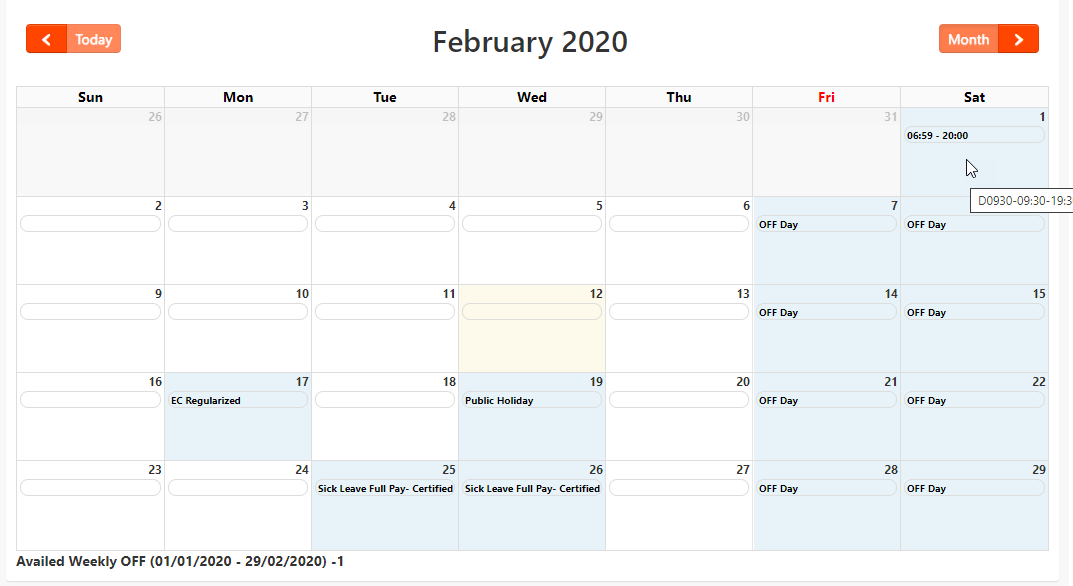 Today
February 2020
Month
Sun Mon Tue Wed Thu Fri Sat
26 27 28 29 30 31 1
06:59 - 20:00
D0930-09:30-19:3
2 3 4 5 6 7 8
OFF Day OFF Day
9 10 11 12 13 14 15
OFF Day OFF Day
16 17 18 19 20 21 22
EC Regularized Public Holiday OFF Day OFF Day
23 24 25 26 27 28 29
Sick Leave Full Pay- Certified Sick Leave Full Pay- Certified OFF Day OFF Day
Availed Weekly OFF (01/01/2020 - 29/02/2020) -1